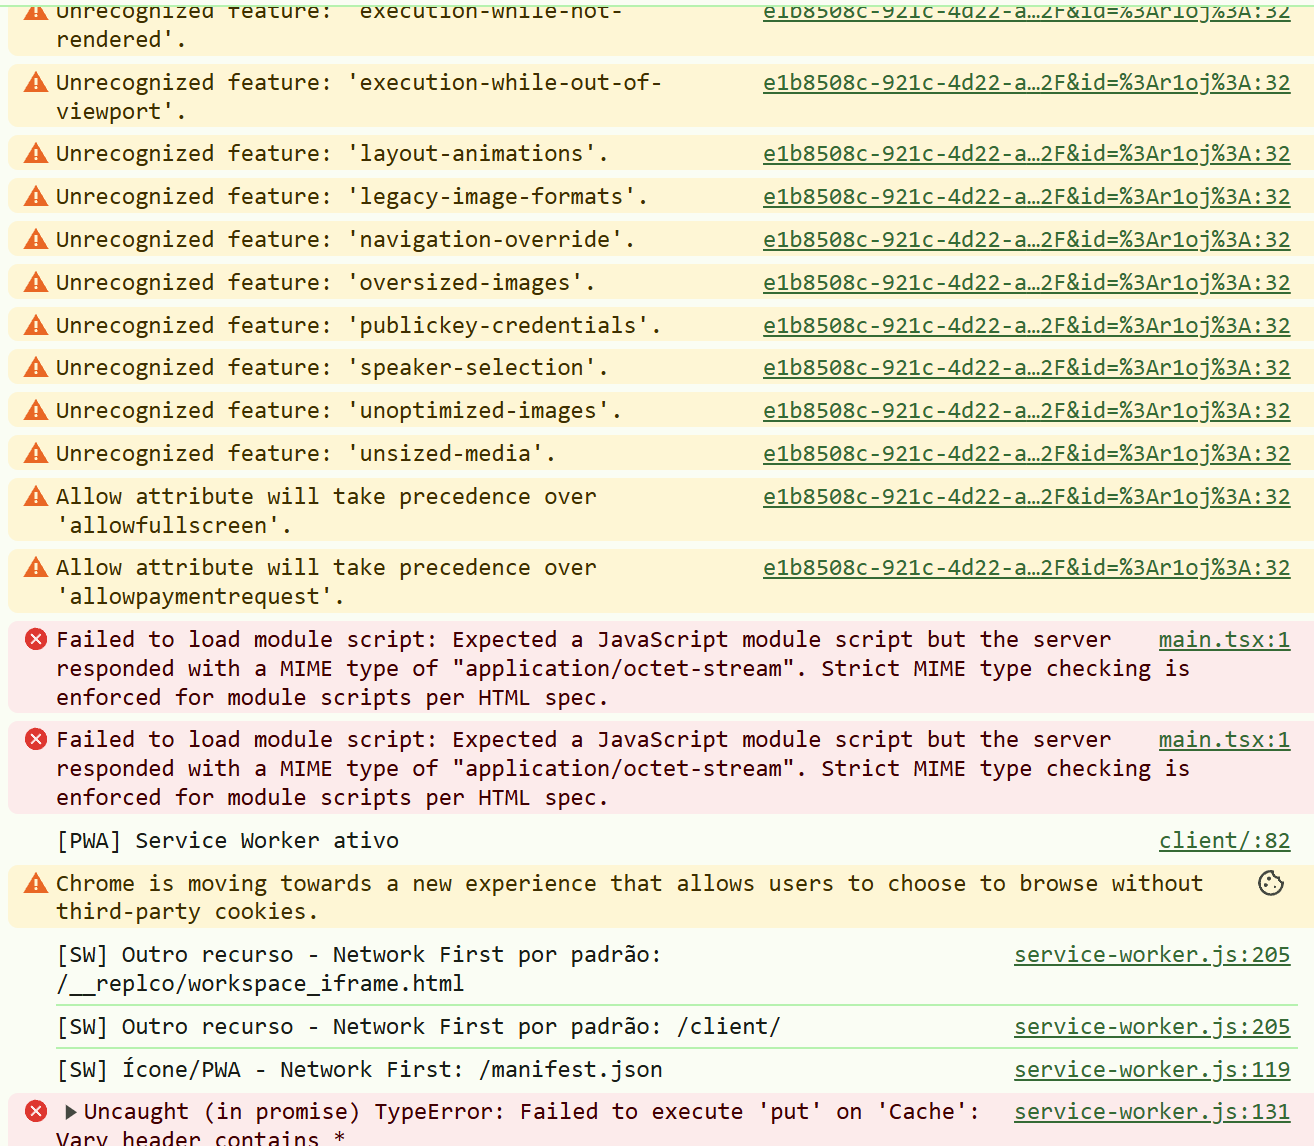 Unrecognized feature: 'execution-while-not- e1b8508c-921c-4d22-a…2F&id=%3Ar1oj%3A:32
rendered'.
Unrecognized feature: 'execution-while-out-of- e1b8508c-921c-4d22-a…2F&id=%3Ar1oj%3A:32
viewport'.
Unrecognized feature: 'layout-animations'. e1b8508c-921c-4d22-a…2F&id=%3Ar1oj%3A:32
Unrecognized feature: 'legacy-image-formats'. e1b8508c-921c-4d22-a…2F&id=%3Ar1oj%3A:32
Unrecognized feature: 'navigation-override'. e1b8508c-921c-4d22-a…2F&id=%3Ar1oj%3A:32
Unrecognized feature: 'oversized-images'. e1b8508c-921c-4d22-a…2F&id=%3Ar1oj%3A:32
Unrecognized feature: 'publickey-credentials'. e1b8508c-921c-4d22-a…2F&id=%3Ar1oj%3A:32
Unrecognized feature: 'speaker-selection'. e1b8508c-921c-4d22-a…2F&id=%3Ar1oj%3A:32
Unrecognized feature: 'unoptimized-images'. e1b8508c-921c-4d22-a…2F&id=%3Ar1oj%3A:32
Unrecognized feature: 'unsized-media'. e1b8508c-921c-4d22-a…2F&id=%3Ar1oj%3A:32
Allow attribute will take precedence over e1b8508c-921c-4d22-a…2F&id=%3Ar1oj%3A:32
'allowfullscreen'.
Allow attribute will take precedence over e1b8508c-921c-4d22-a…2F&id=%3Ar1oj%3A:32
'allowpaymentrequest'.
Failed to load module script: Expected a JavaScript module script but the server main.tsx:1
responded with a MIME type of "application/octet-stream". Strict MIME type checking is
enforced for module scripts per HTML spec.
Failed to load module script: Expected a JavaScript module script but the server main.tsx:1
responded with a MIME type of "application/octet-stream". Strict MIME type checking is
enforced for module scripts per HTML spec.
[PWA] Service Worker ativo client/:82
Chrome is moving towards a new experience that allows users to choose to browse without
third-party cookies.
[SW] Outro recurso - Network First por padrão: service-worker.js:205
/__replco/workspace_iframe.html
[SW] Outro recurso - Network First por padrão: /client/ service-worker.js:205
[SW] Ícone/PWA - Network First: /manifest.json service-worker.js:119
Uncaught (in promise) TypeError: Failed to execute 'put' on 'Cache': service-worker.js:131
Vary header contains *